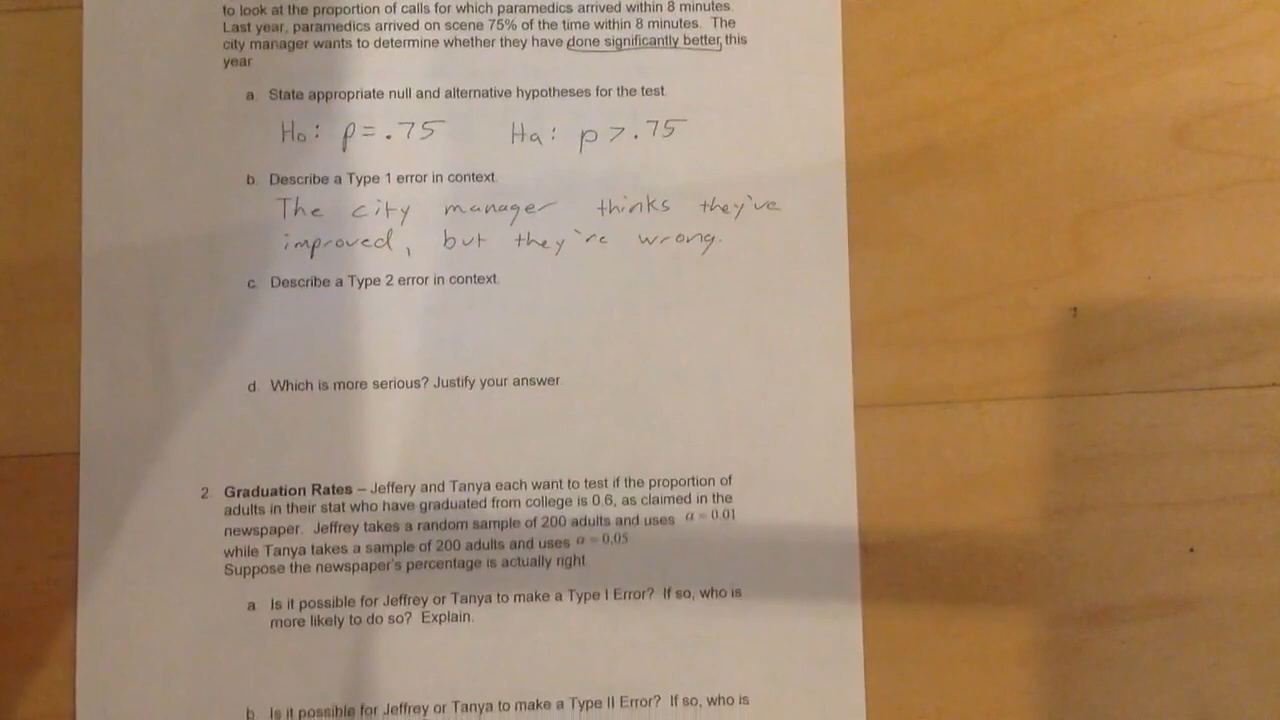 to look at the proportion of calls for which paramedics arrived within 8 minutes.
Last year, paramedics arrived on scene 75% of the time within 8 minutes. The
city manager wants to determine whether they have done significantly better this
year
a. State appropriate null and alternative hypotheses for the test.
Ho: p = .75 Ha: p > .75
b. Describe a Type 1 error in context.
The city manager thinks they've
improved, but they're wrong.
c. Describe a Type 2 error in context.
d. Which is more serious? Justify your answer
2. Graduation Rates – Jeffery and Tanya each want to test if the proportion of
adults in their stat who have graduated from college is 0.6, as claimed in the
newspaper. Jeffrey takes a random sample of 200 adults and uses α = 0.01
while Tanya takes a sample of 200 adults and uses α = 0.05
Suppose the newspaper's percentage is actually right
a. Is it possible for Jeffrey or Tanya to make a Type I Error? If so, who is
more likely to do so? Explain.
b. Is it possible for Jeffrey or Tanya to make a Type II Error? If so, who is